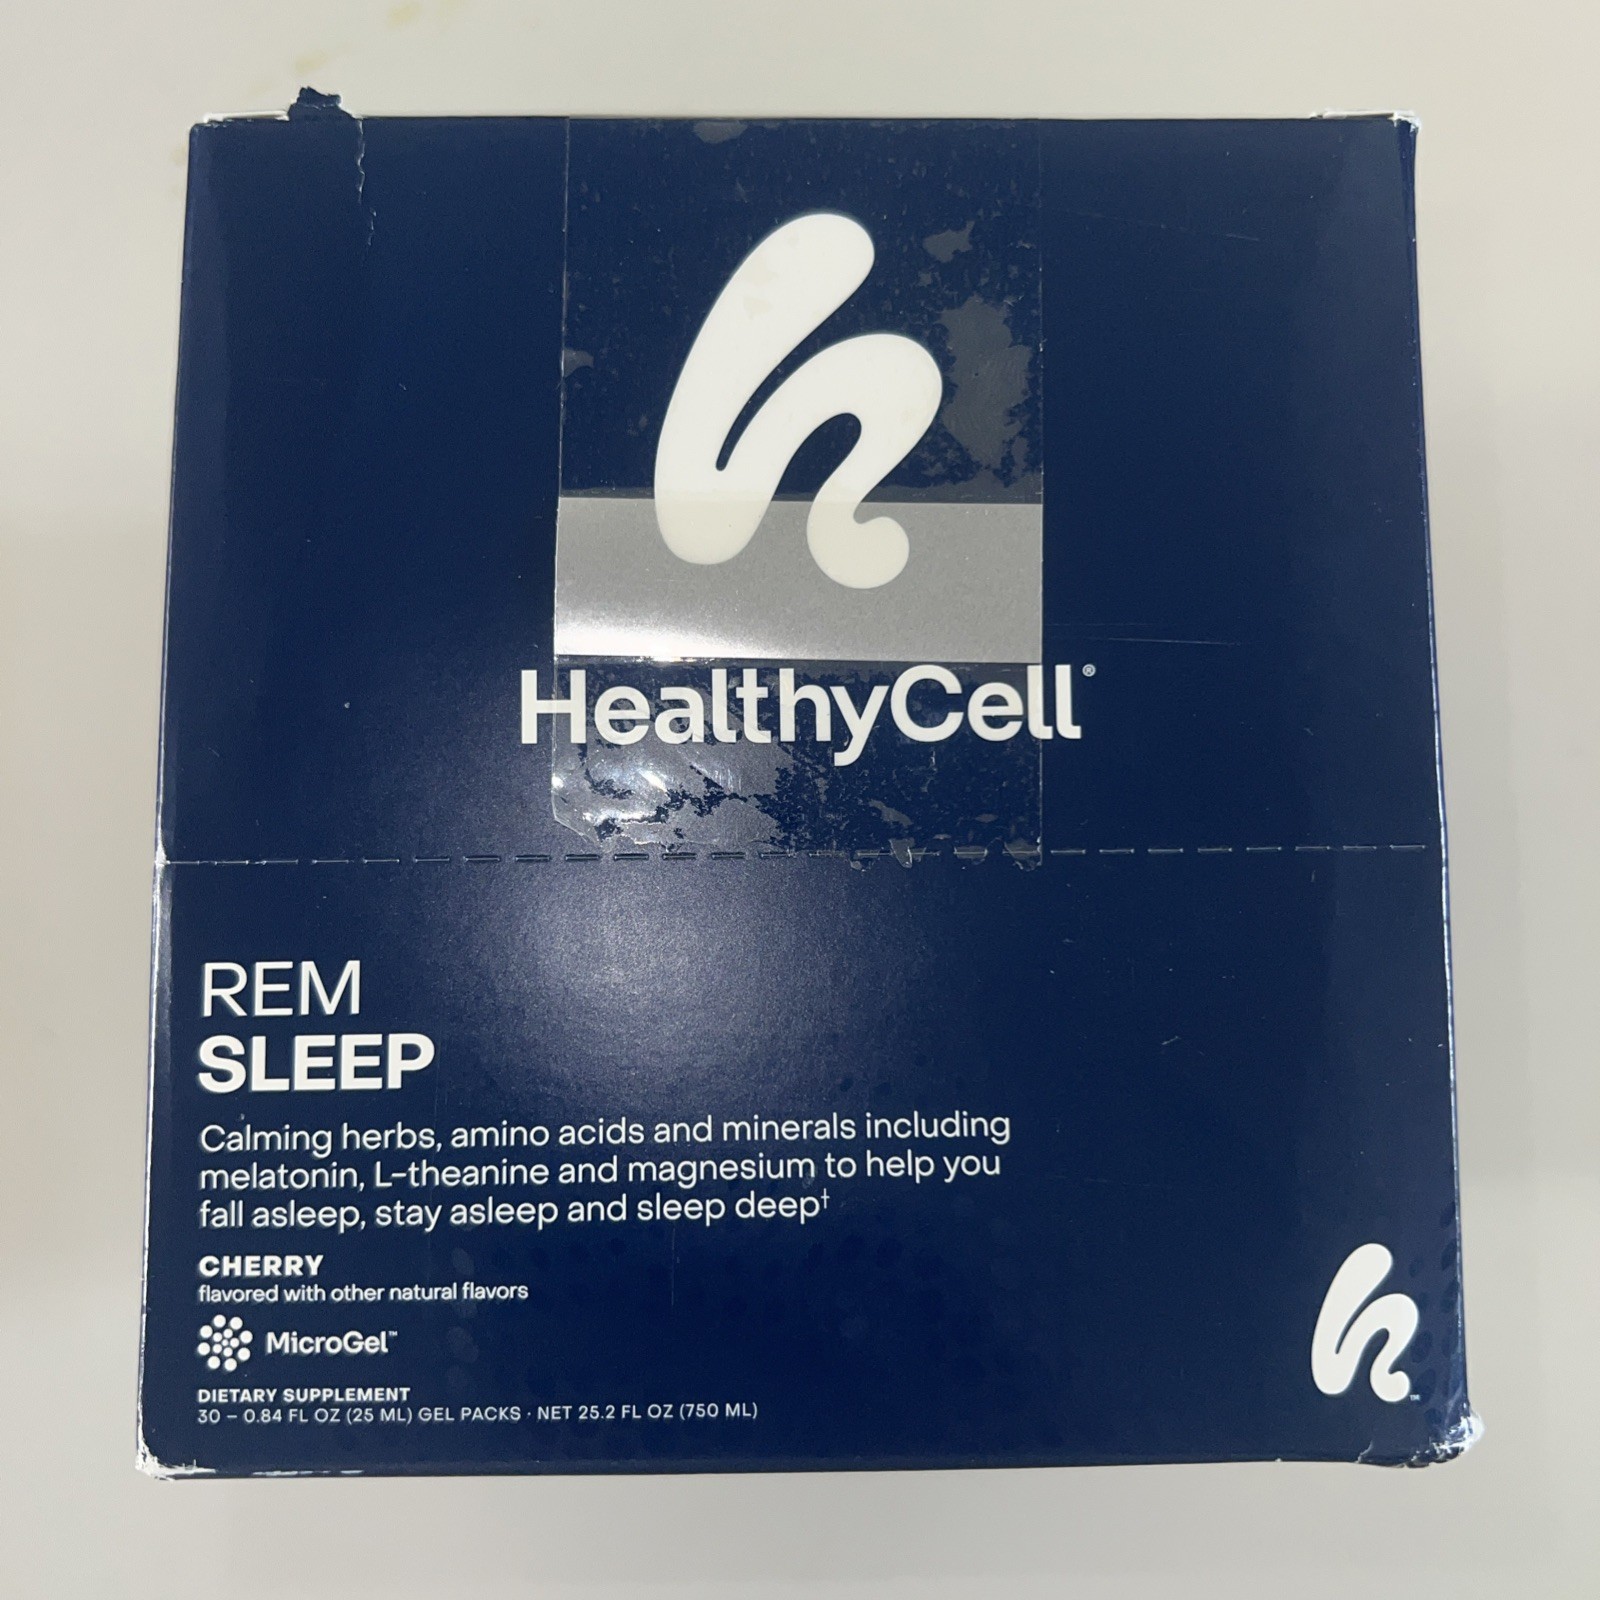 HealthyCell®
REM
SLEEP
Calming herbs, amino acids and minerals including
melatonin, L-theanine and magnesium to help you
fall asleep, stay asleep and sleep deep†
CHERRY
flavored with other natural flavors
MicroGel™
DIETARY SUPPLEMENT
30 – 0.84 FL OZ (25 ML) GEL PACKS · NET 25.2 FL OZ (750 ML)
™